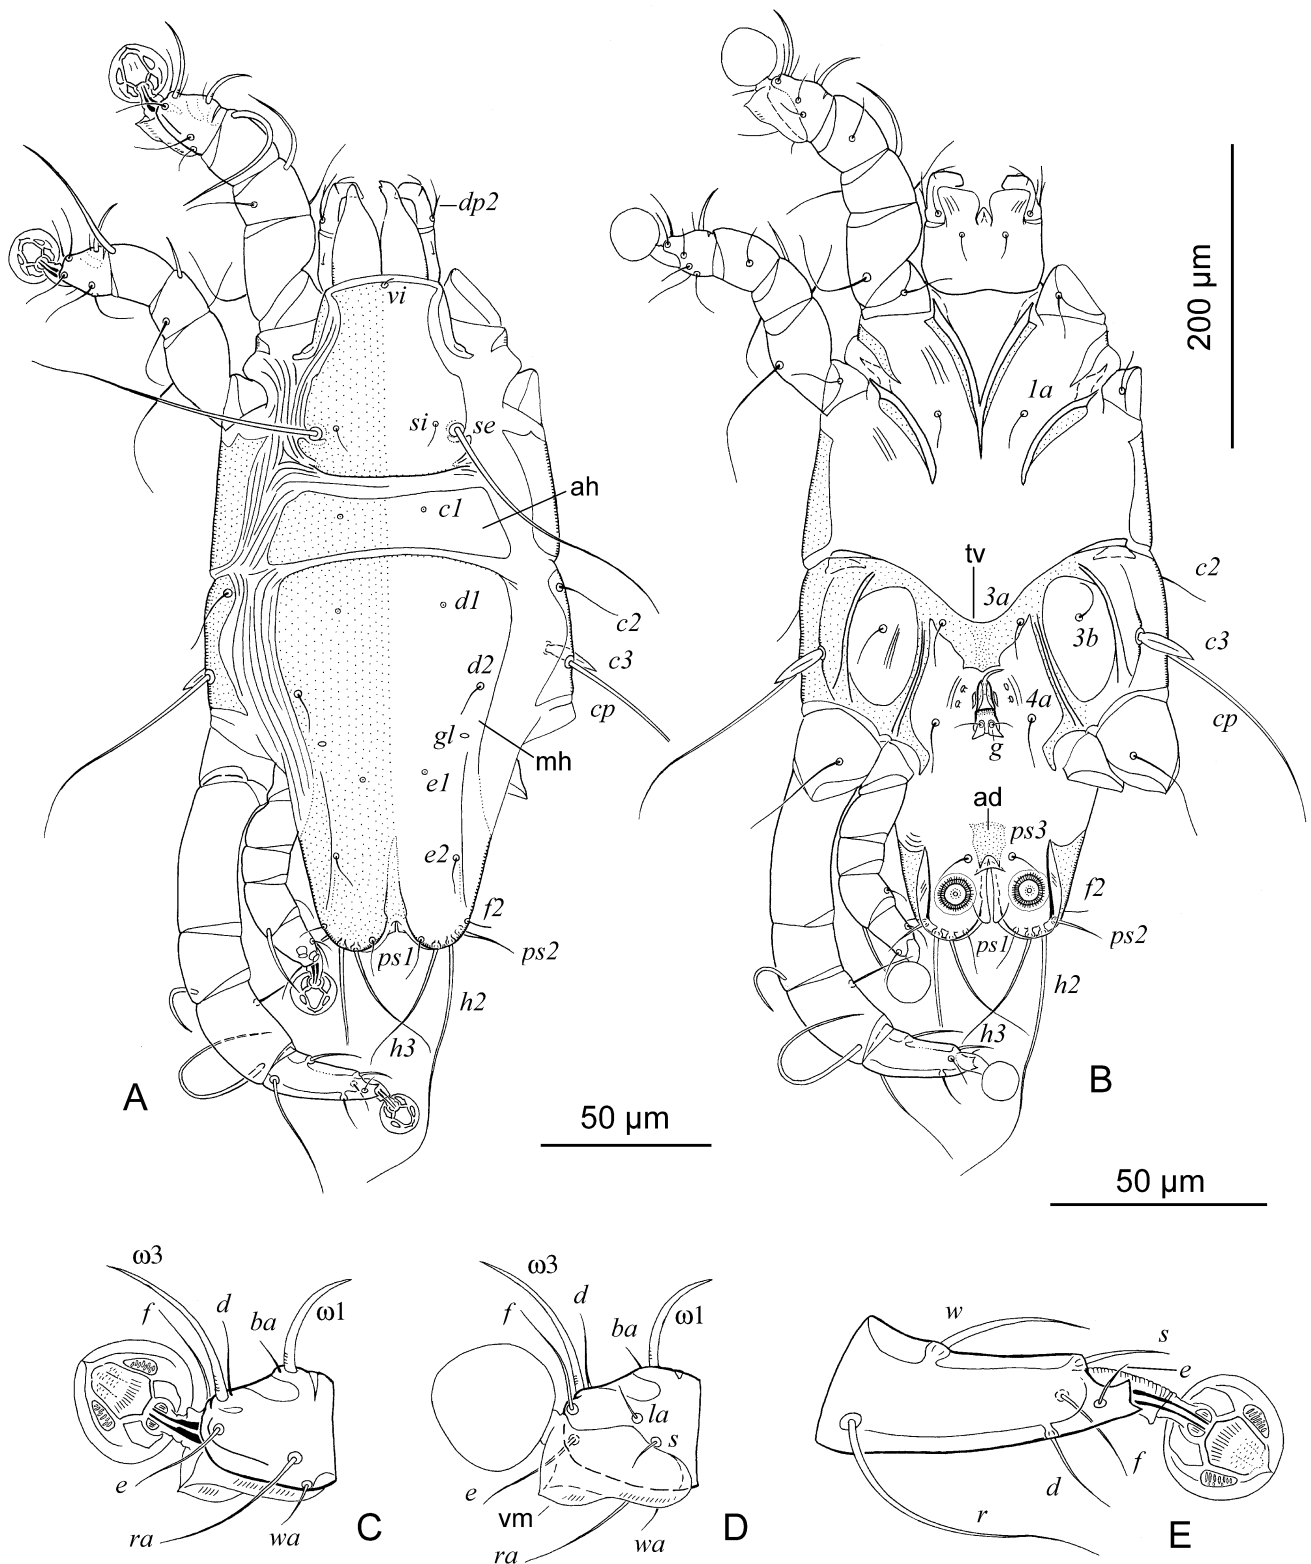 dp2
vi
si
se
ah
c1
d1
c2
d2
c3
cp
gl
mh
e1
e2
f2
ps1
ps2
h2
h3
A
50 µm
200 µm
1a
tv
3a
c2
3b
c3
4a
cp
g
ad
ps3
f2
ps1
ps2
h2
h3
B
50 µm
ω3
f
d
ba
ω1
e
ra
wa
C
ω3
d
f
ba
ω1
la
s
e
vm
ra
wa
D
w
s
e
f
d
r
E